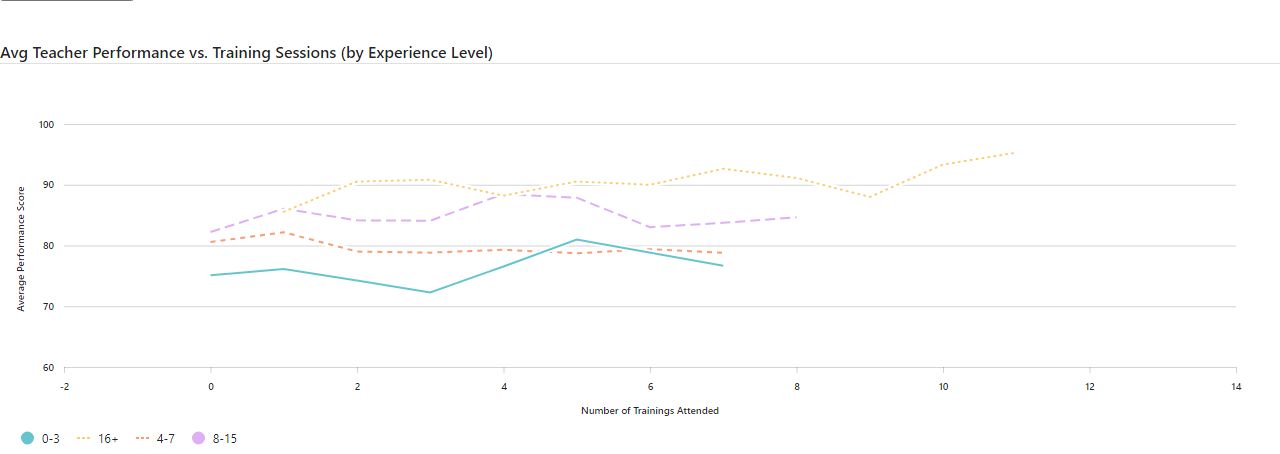 Avg Teacher Performance vs. Training Sessions (by Experience Level)
Average Performance Score
100
90
80
70
60
-2 0 2 4 6 8 10 12 14
Number of Trainings Attended
0-3 16+ 4-7 8-15